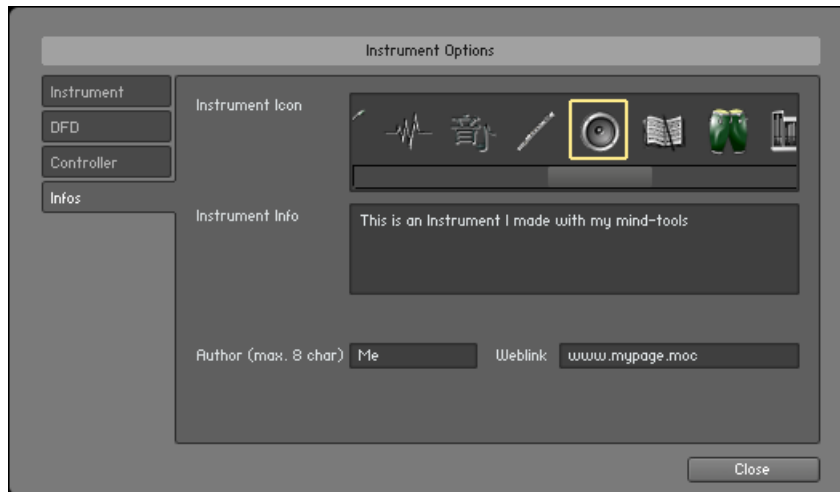 Instrument Options
Instrument
DFD
Controller
Infos
Instrument Icon
Instrument Info
This is an Instrument I made with my mind-tools
Author (max. 8 char)
Me
Weblink
www.mypage.moc
Close